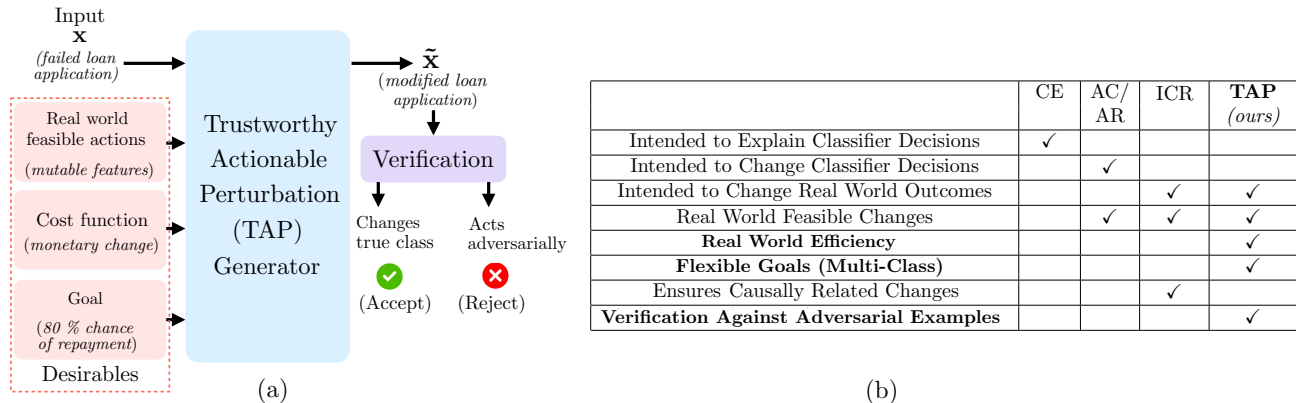 Input
x
(failed loan
application)
Real world
feasible actions
(mutable features)
Cost function
(monetary change)
Goal
(80 % chance
of repayment)
Desirables
Trustworthy
Actionable
Perturbation
(TAP)
Generator
x̃
(modified loan
application)
Verification
Changes
true class
(Accept)
Acts
adversarially
(Reject)
(a)
CE AC/ ICR TAP
AR (ours)
Intended to Explain Classifier Decisions ✓
Intended to Change Classifier Decisions ✓
Intended to Change Real World Outcomes ✓ ✓
Real World Feasible Changes ✓ ✓ ✓
Real World Efficiency ✓
Flexible Goals (Multi-Class) ✓
Ensures Causally Related Changes ✓
Verification Against Adversarial Examples ✓
(b)